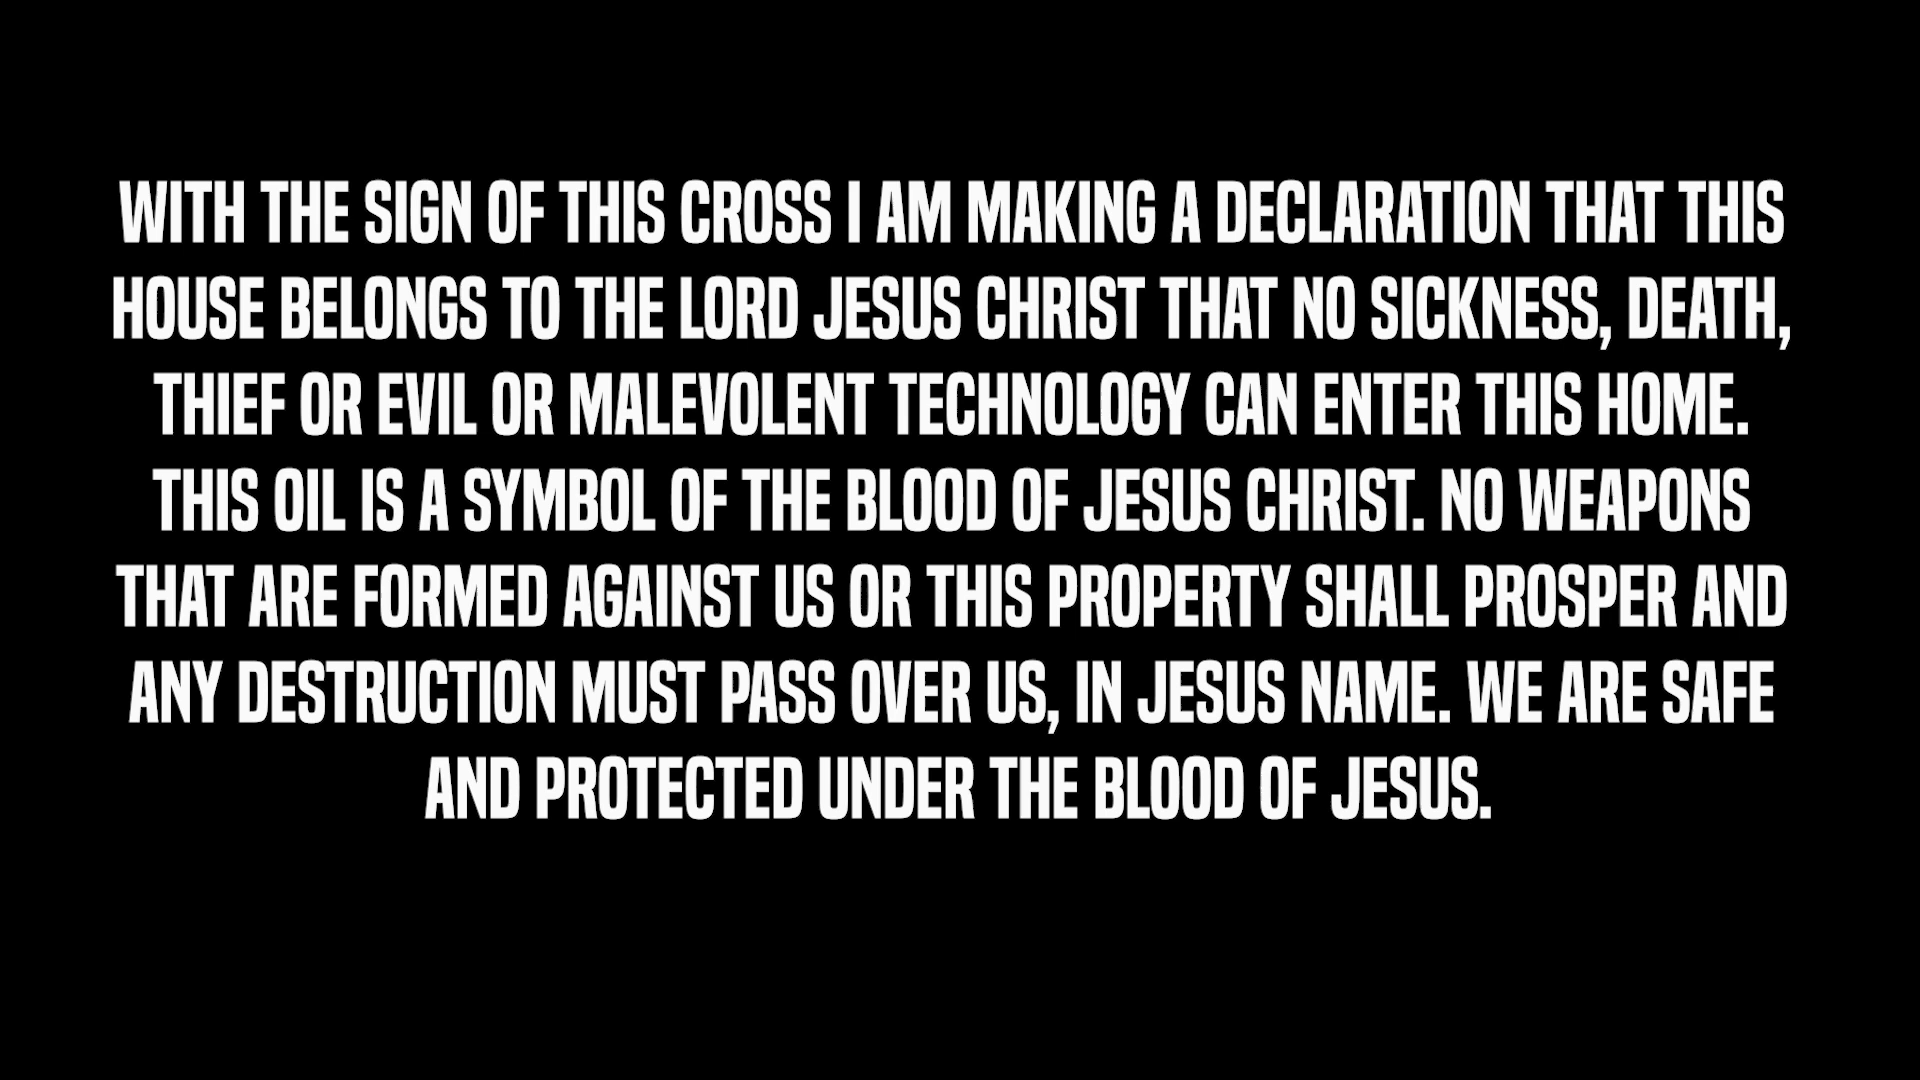 WITH THE SIGN OF THIS CROSS I AM MAKING A DECLARATION THAT THIS
HOUSE BELONGS TO THE LORD JESUS CHRIST THAT NO SICKNESS, DEATH,
THIEF OR EVIL OR MALEVOLENT TECHNOLOGY CAN ENTER THIS HOME.
THIS OIL IS A SYMBOL OF THE BLOOD OF JESUS CHRIST. NO WEAPONS
THAT ARE FORMED AGAINST US OR THIS PROPERTY SHALL PROSPER AND
ANY DESTRUCTION MUST PASS OVER US, IN JESUS NAME. WE ARE SAFE
AND PROTECTED UNDER THE BLOOD OF JESUS.